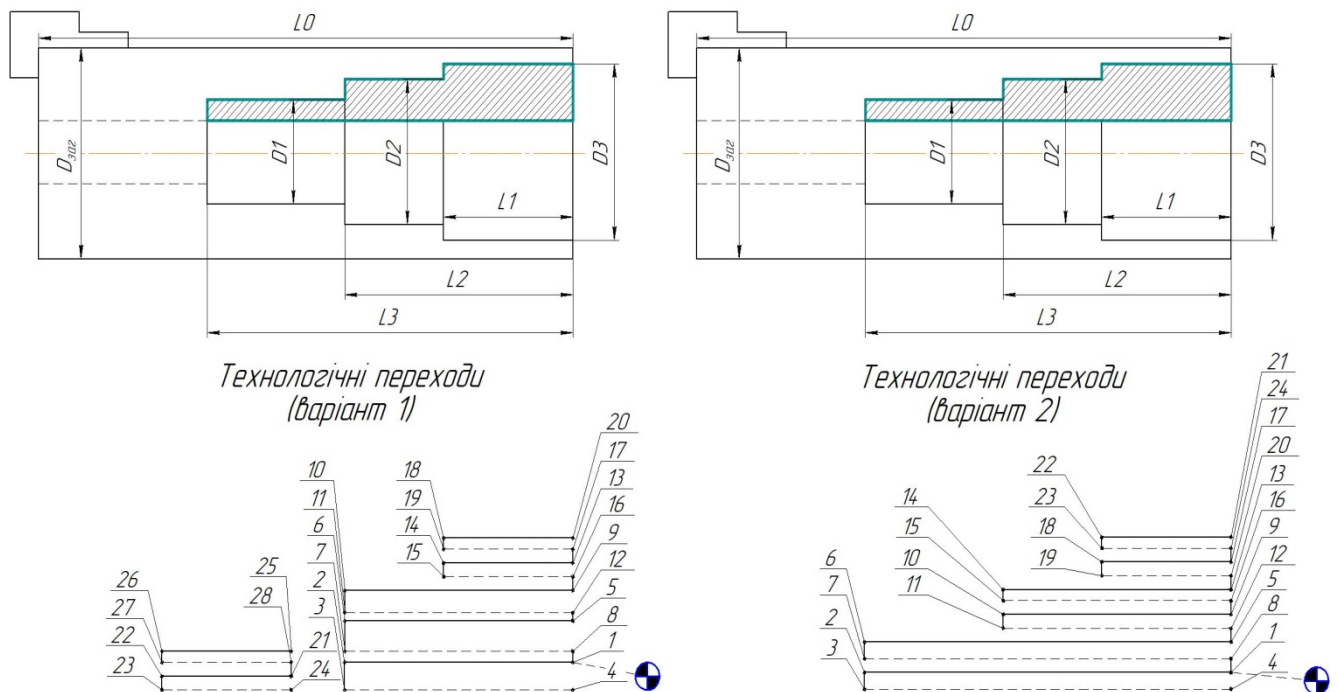 L0
Dзаг
D1
D2
D3
L1
L2
L3
Технологічні переходи
(варіант 1)
20
17
13
16
9
12
5
8
1
4
18
19
14
15
10
11
6
7
2
3
26
27
22
23
25
28
21
24
L0
Dзаг
D1
D2
D3
L1
L2
L3
Технологічні переходи
(варіант 2)
21
24
17
20
13
16
9
12
5
8
1
4
22
23
18
19
14
15
10
11
6
7
2
3